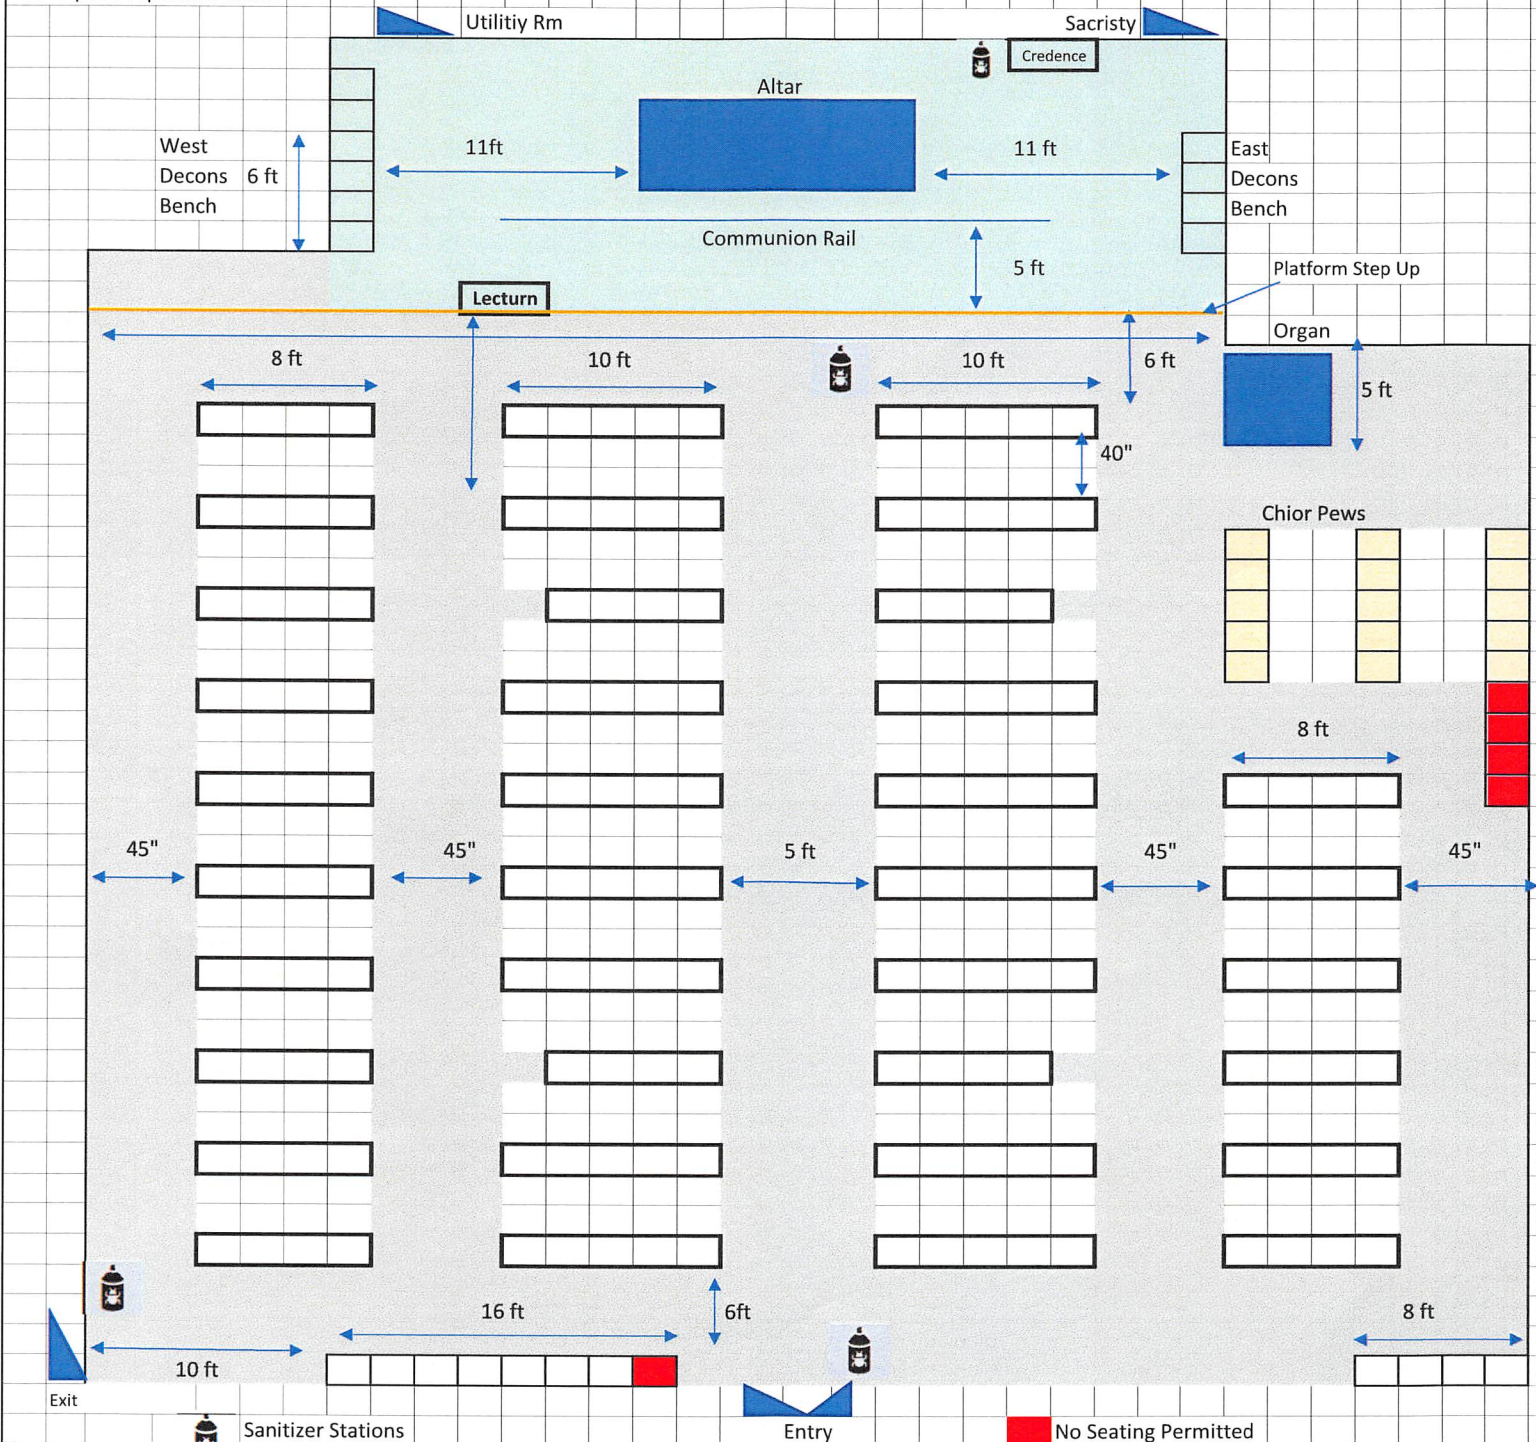 Utilitiy Rm
Sacristy
Credence
Altar
West
Decons 6 ft
Bench
11ft
11 ft
East
Decons
Bench
Communion Rail
5 ft
Platform Step Up
Lecturn
Organ
8 ft
10 ft
10 ft
6 ft
5 ft
40"
Chior Pews
8 ft
45"
45"
5 ft
45"
45"
16 ft
6ft
8 ft
10 ft
Exit
Sanitizer Stations
Entry
No Seating Permitted